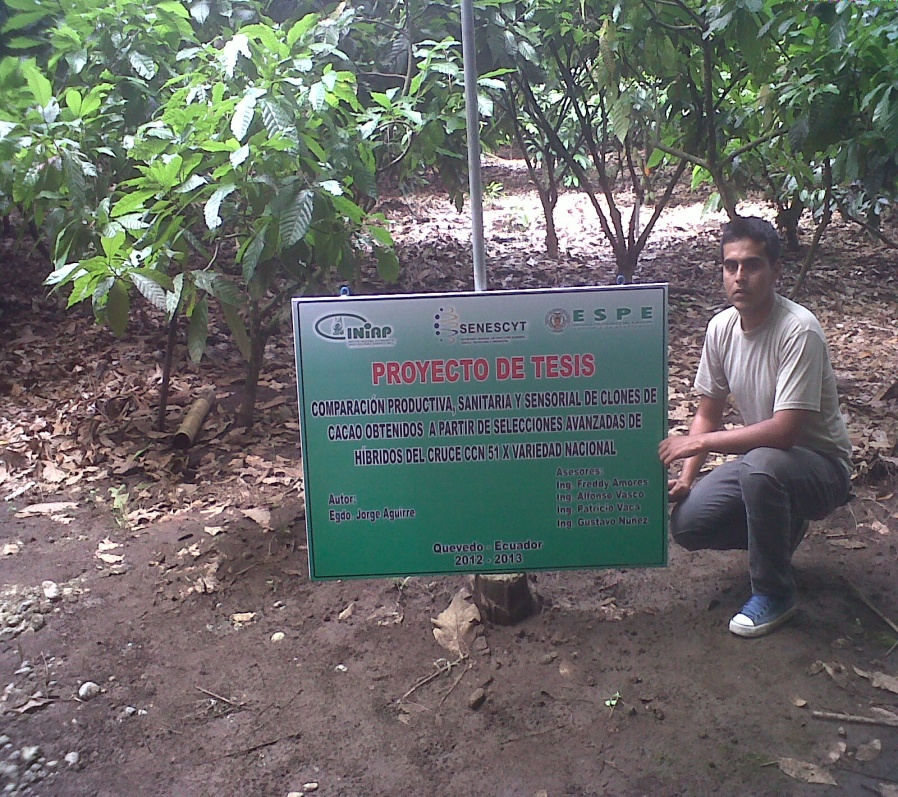 INIAP
SENESCYT
ESPE
PROYECTO DE TESIS
COMPARACIÓN PRODUCTIVA, SANITARIA Y SENSORIAL DE CLONES DE
CACAO OBTENIDOS A PARTIR DE SELECCIONES AVANZADAS DE
HÍBRIDOS DEL CRUCE CCN 51 X VARIEDAD NACIONAL
Autor:
Egdo. Jorge Aguirre
Asesores:
Ing. Freddy Amores
Ing. Alfonso Vasco
Ing. Patricio Vaca
Ing. Gustavo Nuñez
Quevedo - Ecuador
2012 - 2013